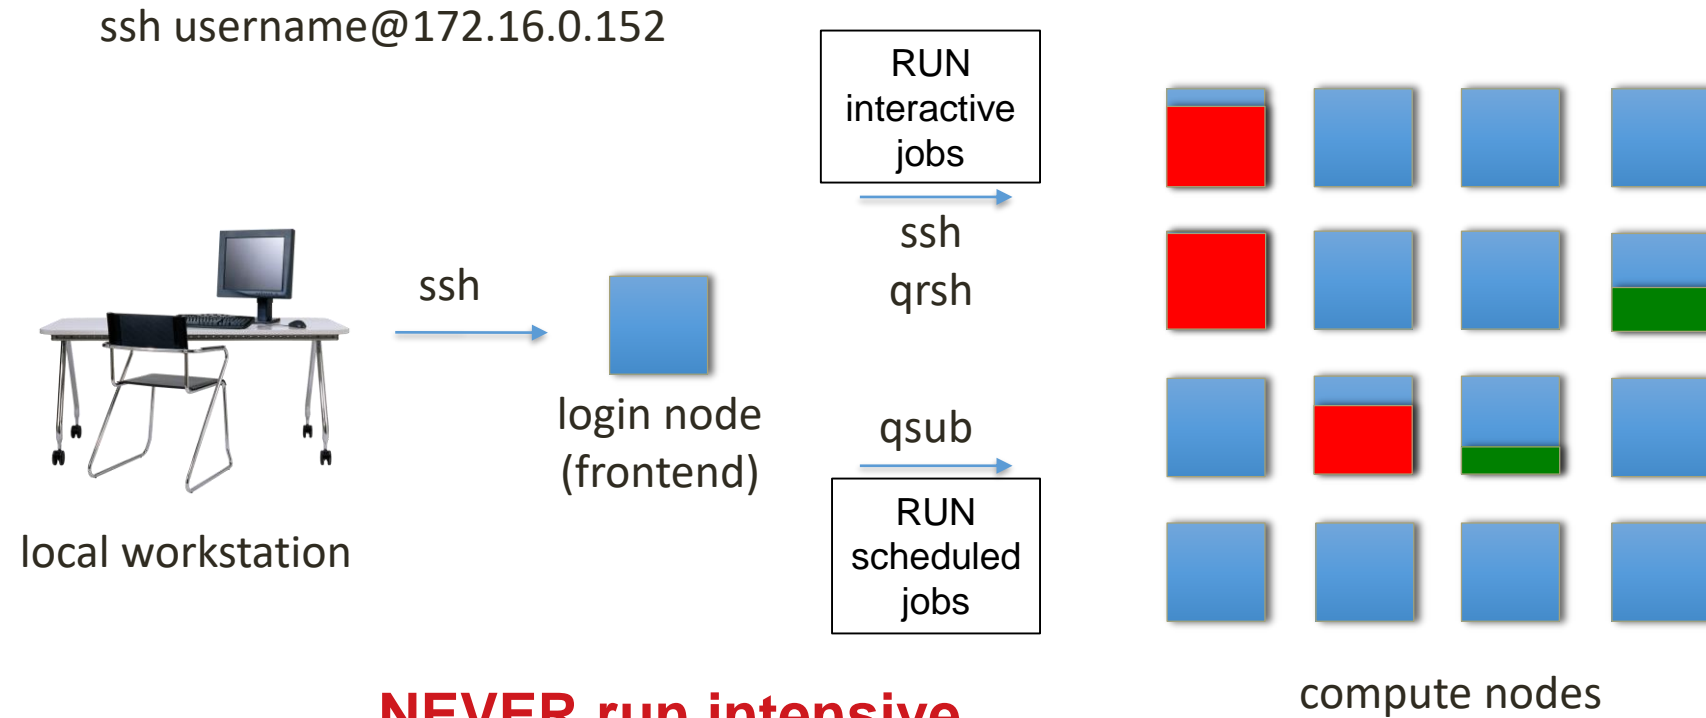 ssh username@172.16.0.152
RUN
interactive
jobs
ssh
qrsh
ssh
login node
(frontend)
qsub
RUN
scheduled
jobs
local workstation
compute nodes
NEVER run intensive